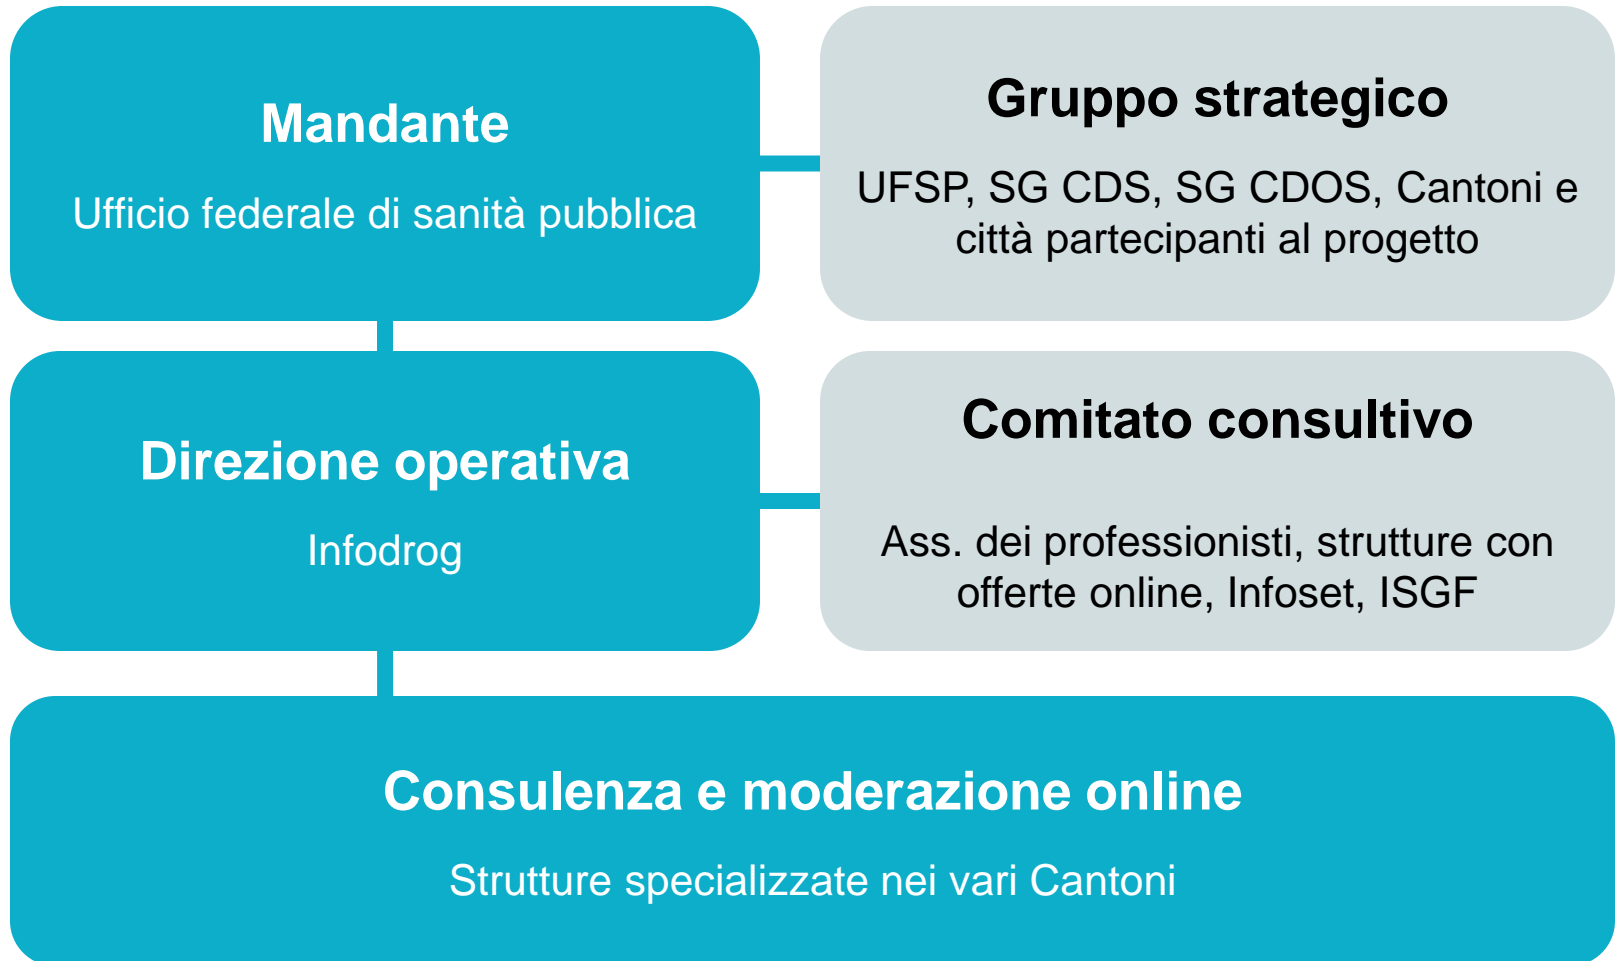 Mandante
Ufficio federale di sanità pubblica
Gruppo strategico
UFSP, SG CDS, SG CDOS, Cantoni e
città partecipanti al progetto
Direzione operativa
Infodrog
Comitato consultivo
Ass. dei professionisti, strutture con
offerte online, Infoset, ISGF
Consulenza e moderazione online
Strutture specializzate nei vari Cantoni